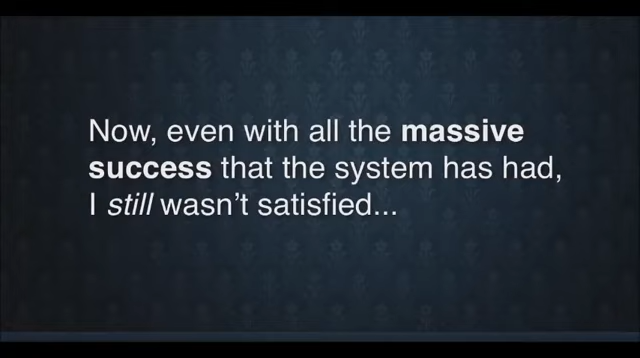 Now, even with all the massive
success that the system has had,
I still wasn't satisfied...